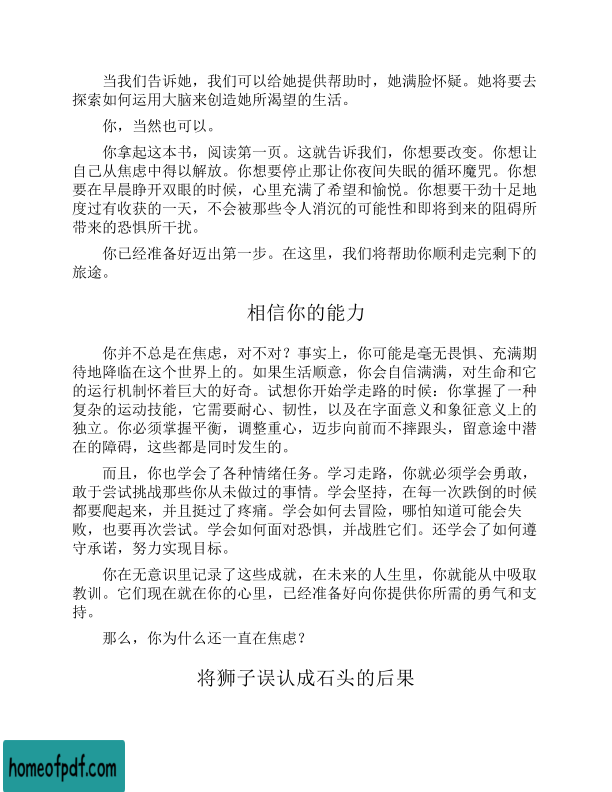 当我们告诉她，我们可以给她提供帮助时，她满脸怀疑。她将要去
探索如何运用大脑来创造她所渴望的生活。
你，当然也可以。
你拿起这本书，阅读第一页。这就告诉我们，你想要改变。你想让
自己从焦虑中得以解放。你想要停止那让你夜间失眠的循环魔咒。你想
要在早晨睁开双眼的时候，心里充满了希望和愉悦。你想要干劲十足地
度过有收获的一天，不会被那些令人消沉的可能性和即将到来的阻碍所
带来的恐惧所干扰。
你已经准备好迈出第一步。在这里，我们将帮助你顺利走完剩下的
旅途。
相信你的能力
你并不总是在焦虑，对不对？事实上，你可能是毫无畏惧、充满期
待地降临在这个世界上的。如果生活顺意，你会自信满满，对生命和它
的运行机制怀着巨大的好奇。试想你开始学走路的时候：你掌握了一种
复杂的运动技能，它需要耐心、韧性，以及在字面意义和象征意义上的
独立。你必须掌握平衡，调整重心，迈步向前而不摔跟头，留意途中潜
在的障碍，这些都是同时发生的。
而且，你也学会了各种情绪任务。学习走路，你就必须学会勇敢，
敢于尝试挑战那些你从未做过的事情。学会坚持，在每一次跌倒的时候
都要爬起来，并且挺过了疼痛。学会如何去冒险，哪怕知道可能会失
败，也要再次尝试。学会如何面对恐惧，并战胜它们。还学会了如何遵
守承诺，努力实现目标。
你在无意识里记录了这些成就，在未来的人生里，你就能从中吸取
教训。它们现在就在你的心里，已经准备好向你提供你所需的勇气和支
持。
那么，你为什么还一直在焦虑？
将狮子误认成石头的后果
homeofpdf.com